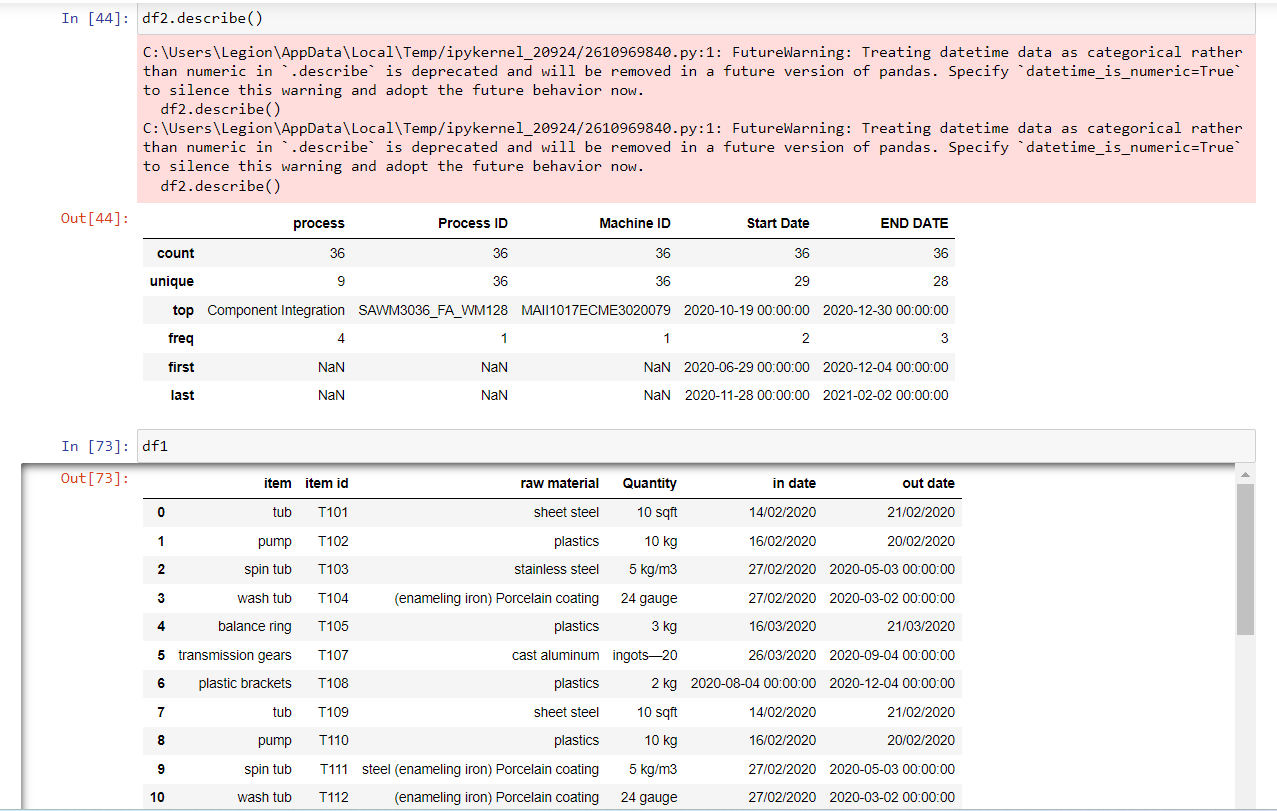 In [44]: df2.describe()
C:\Users\Legion\AppData\Local\Temp/ipykernel_20924/2610969840.py:1: FutureWarning: Treating datetime data as categorical rather
than numeric in `.describe` is deprecated and will be removed in a future version of pandas. Specify `datetime_is_numeric=True`
to silence this warning and adopt the future behavior now.
df2.describe()
C:\Users\Legion\AppData\Local\Temp/ipykernel_20924/2610969840.py:1: FutureWarning: Treating datetime data as categorical rather
than numeric in `.describe` is deprecated and will be removed in a future version of pandas. Specify `datetime_is_numeric=True`
to silence this warning and adopt the future behavior now.
df2.describe()
Out[44]:
process Process ID Machine ID Start Date END DATE
count 36 36 36 36 36
unique 9 36 36 29 28
top Component Integration SAWM3036_FA_WM128 MAII1017ECME3020079 2020-10-19 00:00:00 2020-12-30 00:00:00
freq 4 1 1 2 3
first NaN NaN NaN 2020-06-29 00:00:00 2020-12-04 00:00:00
last NaN NaN NaN 2020-11-28 00:00:00 2021-02-02 00:00:00
In [73]: df1
Out[73]:
item item id raw material Quantity in date out date
0 tub T101 sheet steel 10 sqft 14/02/2020 21/02/2020
1 pump T102 plastics 10 kg 16/02/2020 20/02/2020
2 spin tub T103 stainless steel 5 kg/m3 27/02/2020 2020-05-03 00:00:00
3 wash tub T104 (enameling iron) Porcelain coating 24 gauge 27/02/2020 2020-03-02 00:00:00
4 balance ring T105 plastics 3 kg 16/03/2020 21/03/2020
5 transmission gears T107 cast aluminum ingots—20 26/03/2020 2020-09-04 00:00:00
6 plastic brackets T108 plastics 2 kg 2020-08-04 00:00:00 2020-12-04 00:00:00
7 tub T109 sheet steel 10 sqft 14/02/2020 21/02/2020
8 pump T110 plastics 10 kg 16/02/2020 20/02/2020
9 spin tub T111 steel (enameling iron) Porcelain coating 5 kg/m3 27/02/2020 2020-05-03 00:00:00
10 wash tub T112 (enameling iron) Porcelain coating 24 gauge 27/02/2020 2020-03-02 00:00:00